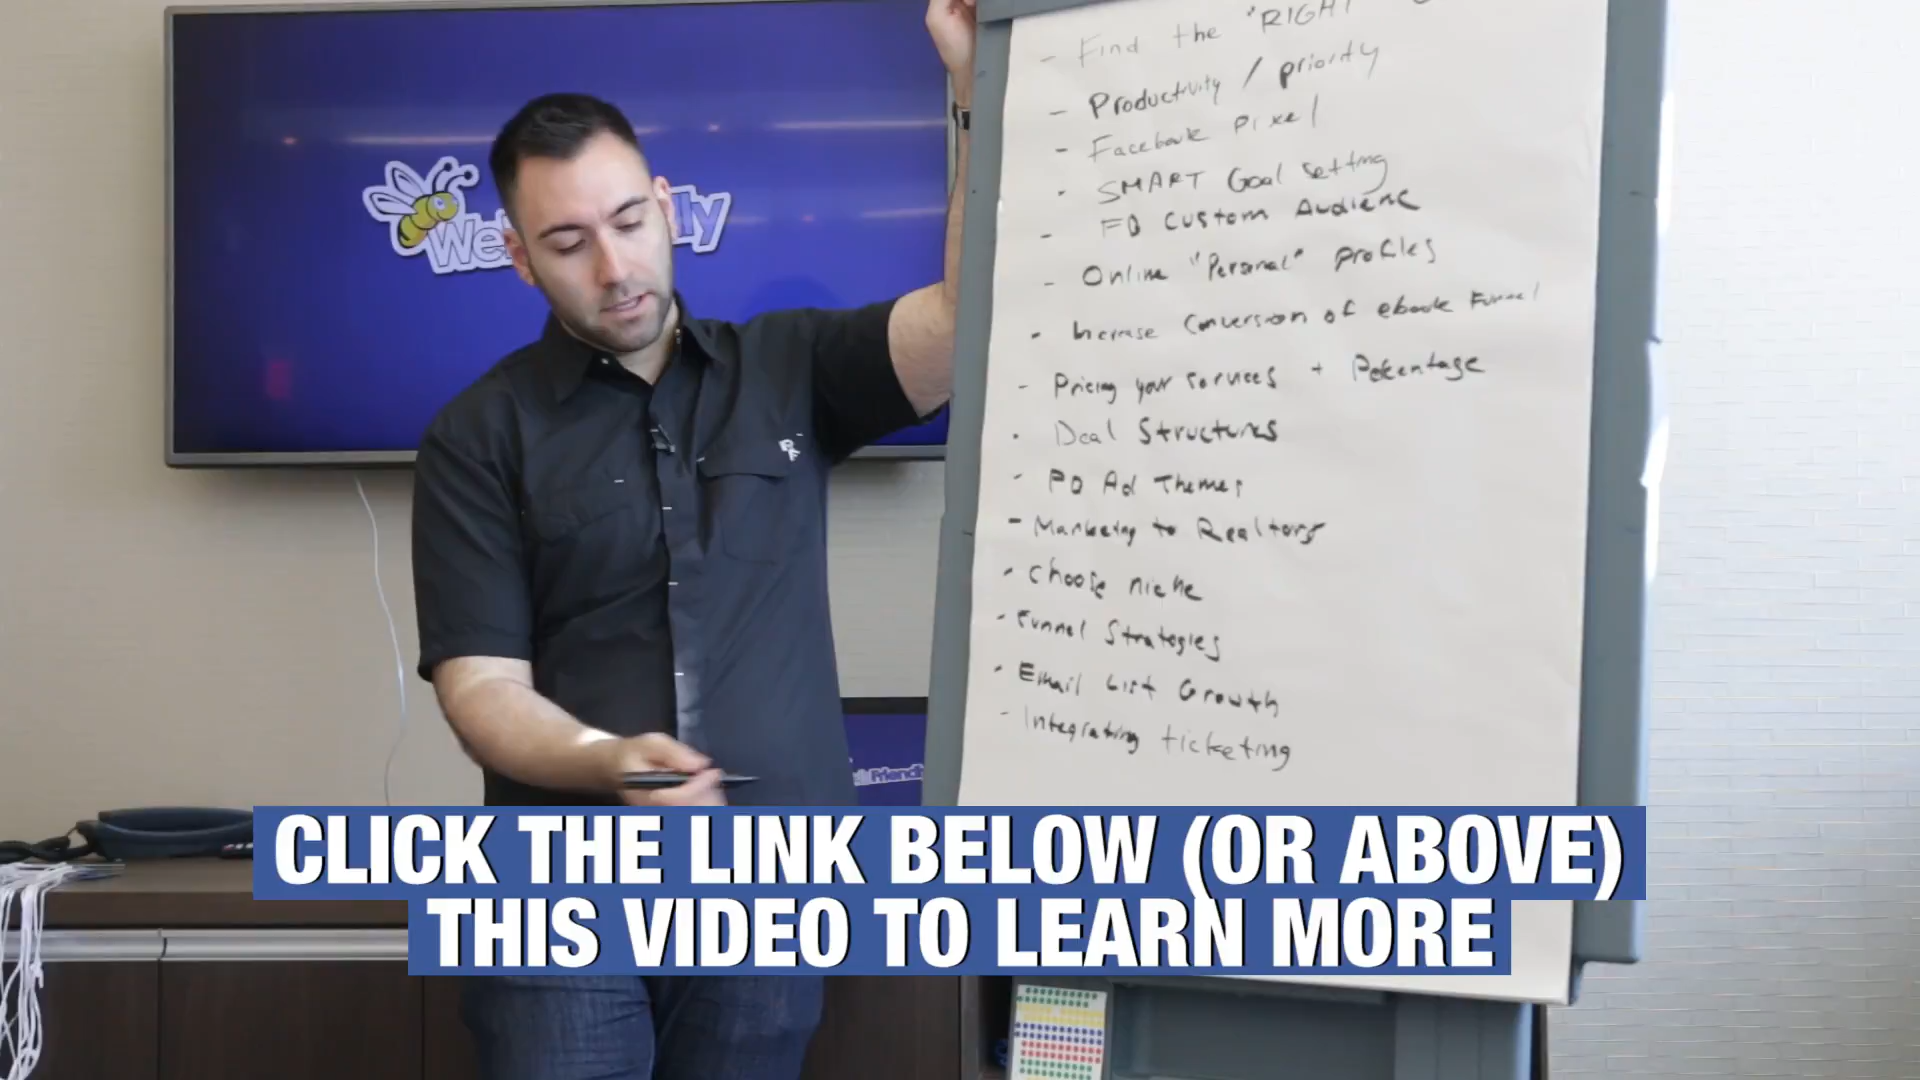 - Find the "RIGHT
- Productivity / priority
- Facebook Pixel
- SMART Goal setting
- FB Custom Audience
- Online "Personal" profiles
- Increase Conversion of ebook Funnel
- Pricing your services + Percentage
- Deal Structures
- Ad Themes
- Marketing to Realtors
- Choose niche
- Funnel Strategies
- Email List Growth
- Integrating ticketing
CLICK THE LINK BELOW (OR ABOVE)
THIS VIDEO TO LEARN MORE